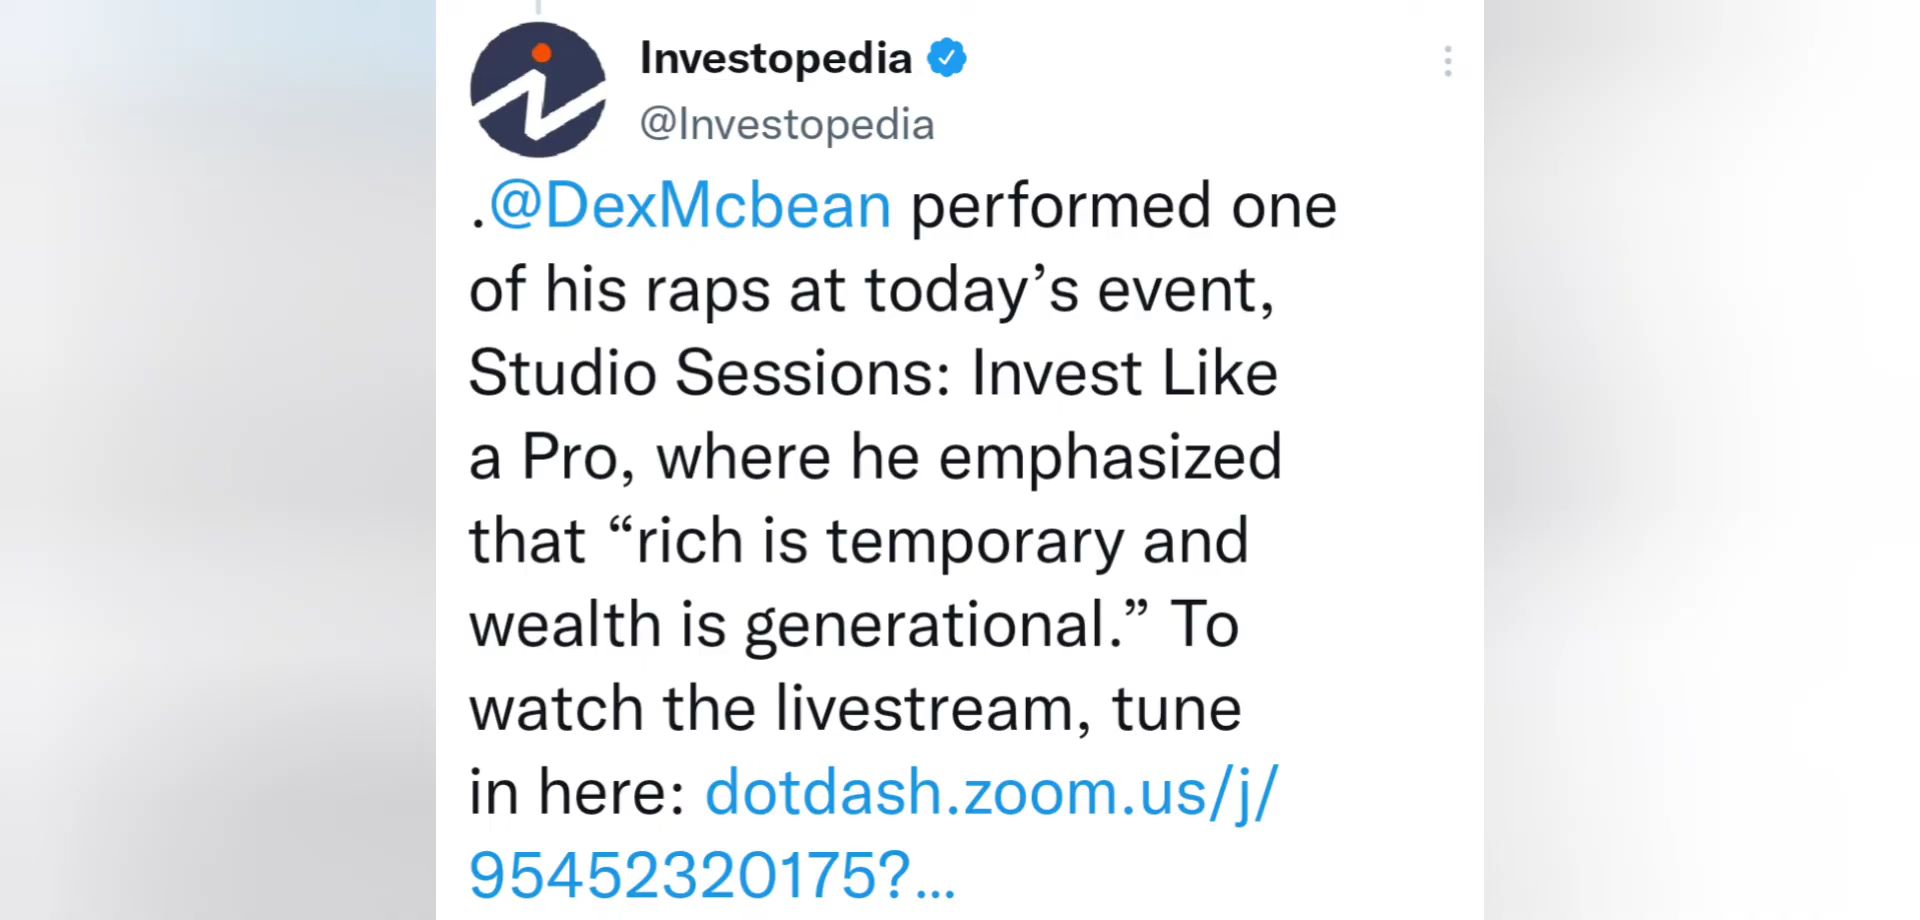 Investopedia
@Investopedia
.@DexMcbean performed one
of his raps at today’s event,
Studio Sessions: Invest Like
a Pro, where he emphasized
that “rich is temporary and
wealth is generational.” To
watch the livestream, tune
in here: dotdash.zoom.us/j/
95452320175?...